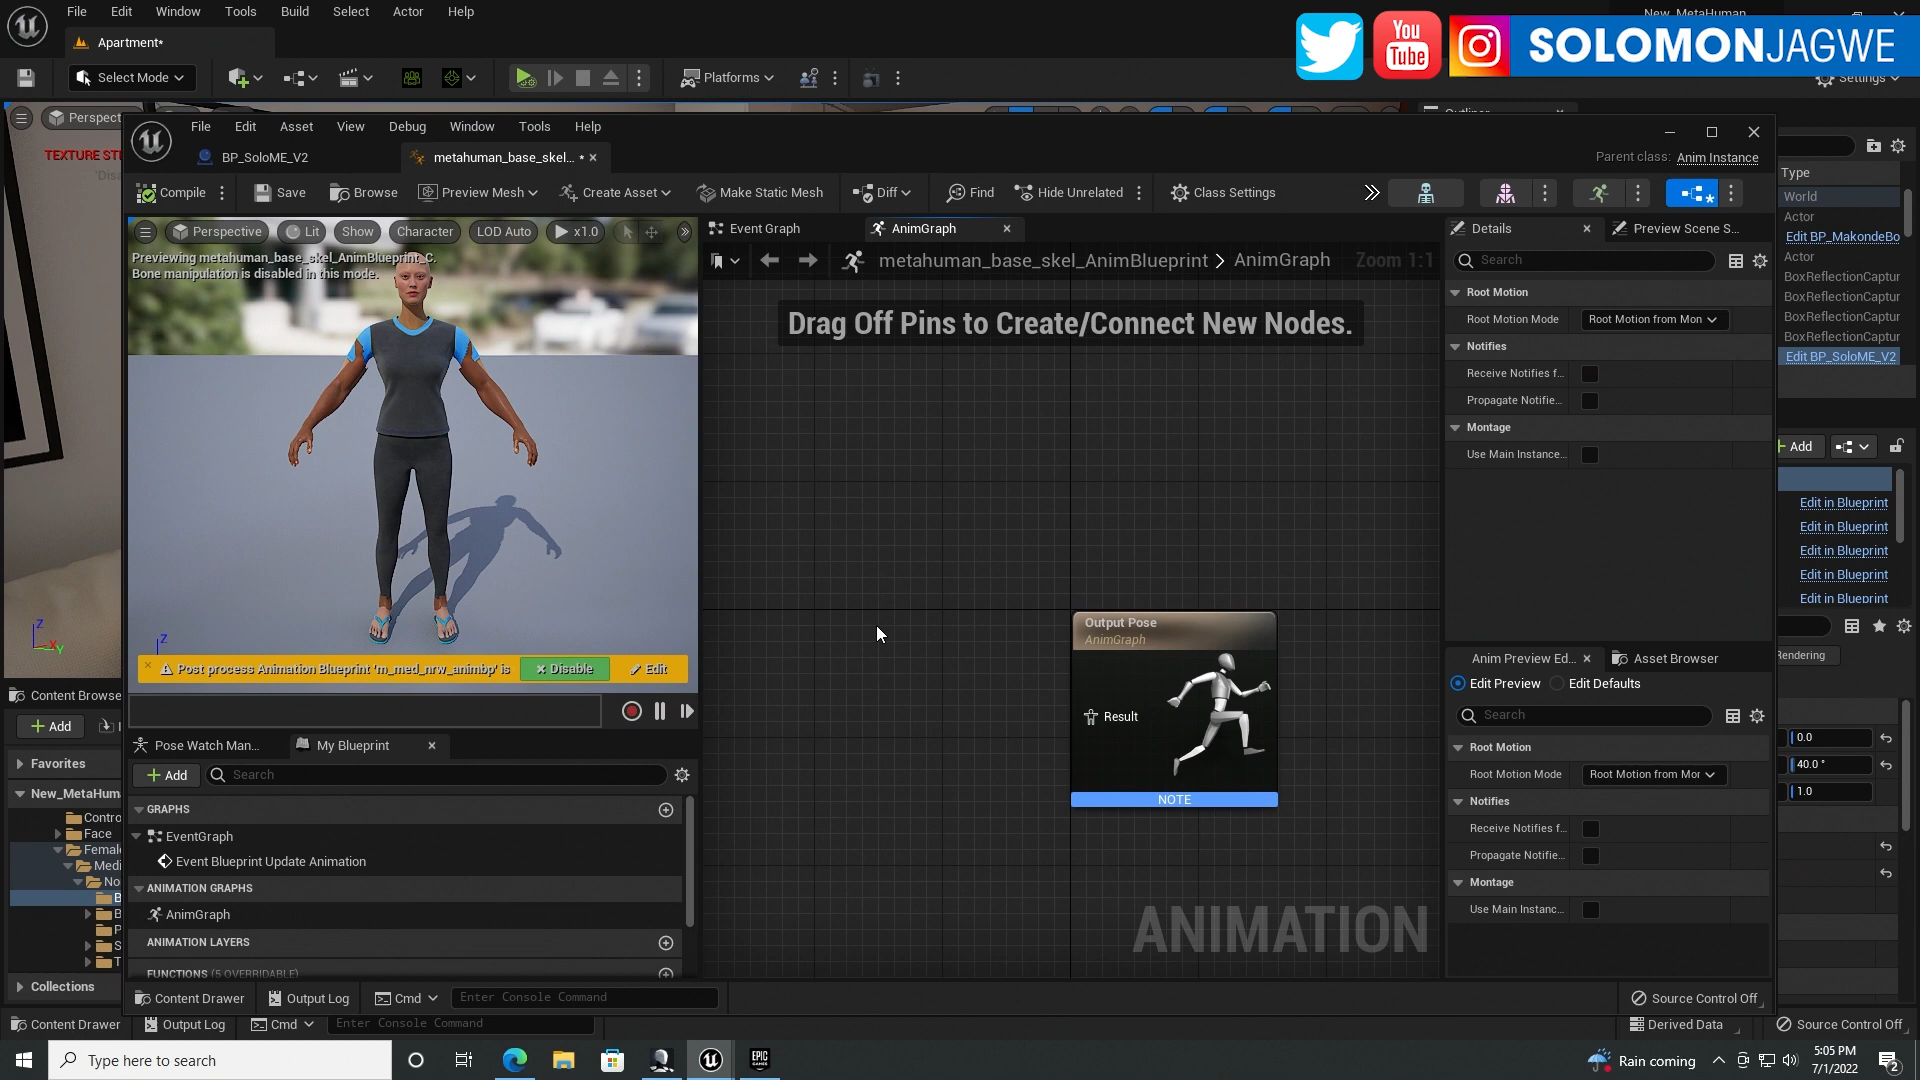 File Edit Window Tools Build Select Actor Help
New_MetaHuman
Apartment*
You
Tube
SOLOMONJAGWE
Select Mode
Platforms
Settings
Outliner
File Edit Asset View Debug Window Tools Help
TEXTURE
BP_SoloME_V2
metahuman_base_skel... *
Parent class: Anim Instance
Compile
Save
Browse
Preview Mesh
Create Asset
Make Static Mesh
Diff
Find
Hide Unrelated
Class Settings
Type
World
Actor
Edit BP_MakondeBo
Actor
BoxReflectionCaptur
BoxReflectionCaptur
BoxReflectionCaptur
BoxReflectionCaptur
Edit BP_SoloME_V2
Perspective
Lit
Show
Character
LOD Auto
x1.0
Previewing metahuman_base_skel_AnimBlueprint_C.
Bone manipulation is disabled in this mode.
Event Graph
AnimGraph
metahuman_base_skel_AnimBlueprint > AnimGraph
Zoom 1:1
Drag Off Pins to Create/Connect New Nodes.
Details
Preview Scene S...
Search
Root Motion
Root Motion Mode
Root Motion from Mon
Notifies
Receive Notifies f...
Propagate Notifie...
Montage
Use Main Instance...
Add
Edit in Blueprint
Edit in Blueprint
Edit in Blueprint
Edit in Blueprint
Edit in Blueprint
Output Pose
AnimGraph
Result
NOTE
ANIMATION
Z
X
Y
Z
Post process Animation Blueprint 'm_med_nrw_animbp' is
Disable
Edit
Anim Preview Ed...
Asset Browser
Edit Preview
Edit Defaults
Search
Root Motion
Root Motion Mode
Root Motion from Mor
Notifies
Receive Notifies f...
Propagate Notifie...
Montage
Use Main Instanc...
Rendering
0.0
40.0 °
1.0
Content Browse
Add
Favorites
New_MetaHum
Contro
Face
Female
Medi
No
B
B
P
S
T
Collections
Pose Watch Man...
My Blueprint
Add
Search
GRAPHS
EventGraph
Event Blueprint Update Animation
ANIMATION GRAPHS
AnimGraph
ANIMATION LAYERS
FUNCTIONS (5 OVERRIDABLE)
Content Drawer
Output Log
Cmd
Enter Console Command
Source Control Off
Content Drawer
Output Log
Cmd
Enter Console Command
Derived Data
Source Control Off
Type here to search
EPIC
GAMES
Rain coming
5:05 PM
7/1/2022
2